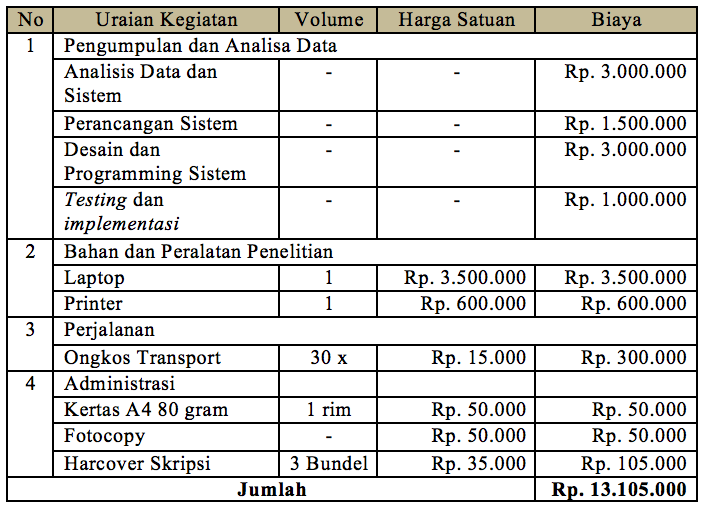 No Uraian Kegiatan Volume Harga Satuan Biaya
1 Pengumpulan dan Analisa Data
Analisis Data dan - - Rp. 3.000.000
Sistem
Perancangan Sistem - - Rp. 1.500.000
Desain dan - - Rp. 3.000.000
Programming Sistem
Testing dan - - Rp. 1.000.000
implementasi
2 Bahan dan Peralatan Penelitian
Laptop 1 Rp. 3.500.000 Rp. 3.500.000
Printer 1 Rp. 600.000 Rp. 600.000
3 Perjalanan
Ongkos Transport 30 x Rp. 15.000 Rp. 300.000
4 Administrasi
Kertas A4 80 gram 1 rim Rp. 50.000 Rp. 50.000
Fotocopy - Rp. 50.000 Rp. 50.000
Harcover Skripsi 3 Bundel Rp. 35.000 Rp. 105.000
Jumlah Rp. 13.105.000